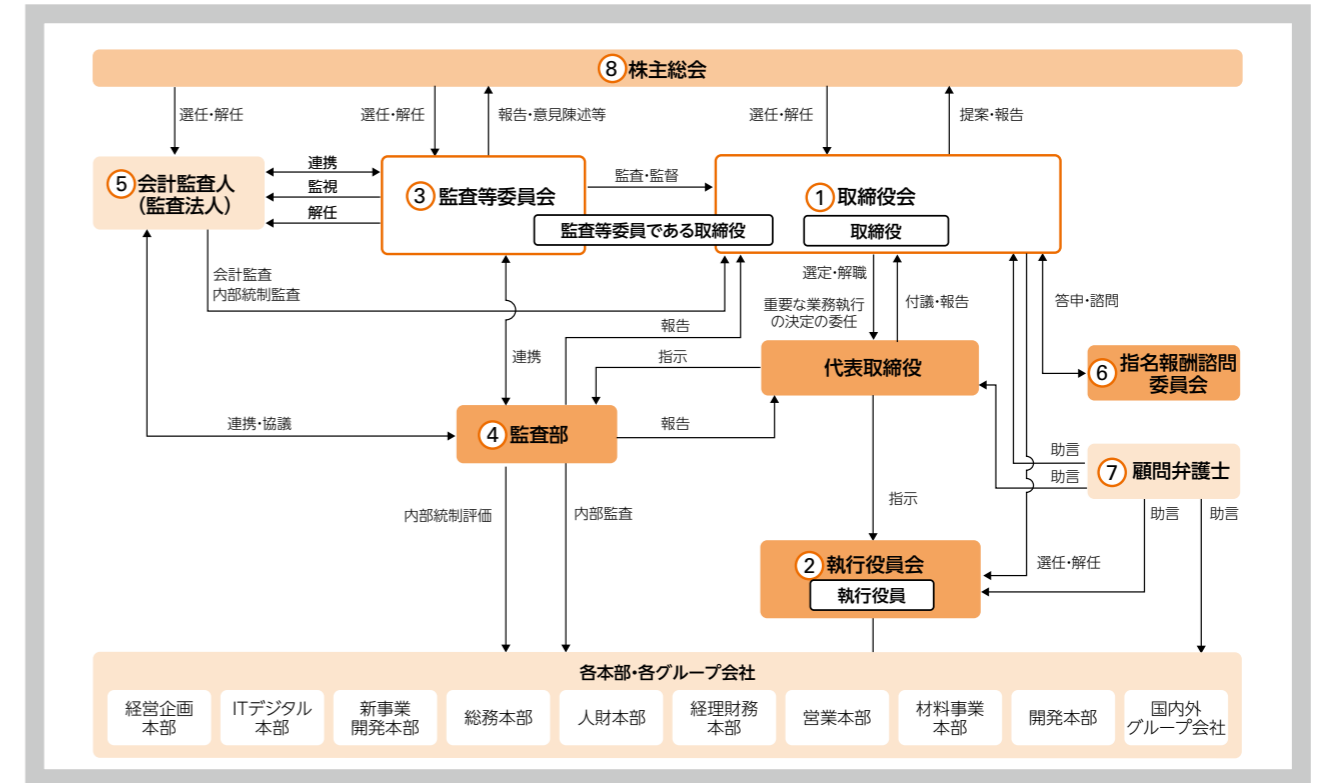 ⑧株主総会
選任・解任
選任・解任
報告・意見陳述等
選任・解任
提案・報告
⑤会計監査人
（監査法人）
連携
監視
解任
③監査等委員会
監査・監督
①取締役会
監査等委員である取締役
取締役
会計監査
内部統制監査
選定・解職
重要な業務執行
の決定の委任
付議・報告
答申・諮問
報告
連携
指示
代表取締役
⑥指名報酬諮問
委員会
連携・協議
④監査部
報告
助言
助言
⑦顧問弁護士
内部統制評価
内部監査
指示
助言
助言
②執行役員会
執行役員
選任・解任
各本部・各グループ会社
経営企画
本部
ITデジタル
本部
新事業
開発本部
総務本部
人財本部
経理財務
本部
営業本部
材料事業
本部
開発本部
国内外
グループ会社